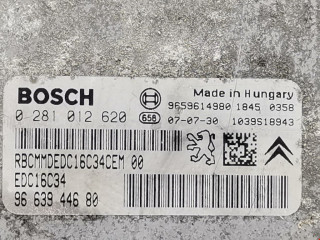 BOSCH
Made in Hungary
9659614980 1845 0358
0 281 012 620 656 07-07-30 1039S18943
RBCMMDEDC16C34CEM 00
EDC16C34
96 639 446 80